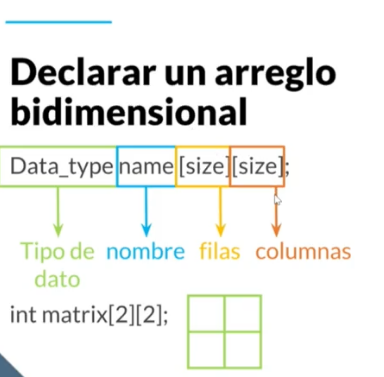 Declarar un arreglo
bidimensional
Data_type name [size][size];
Tipo de dato nombre filas columnas
int matrix[2][2];